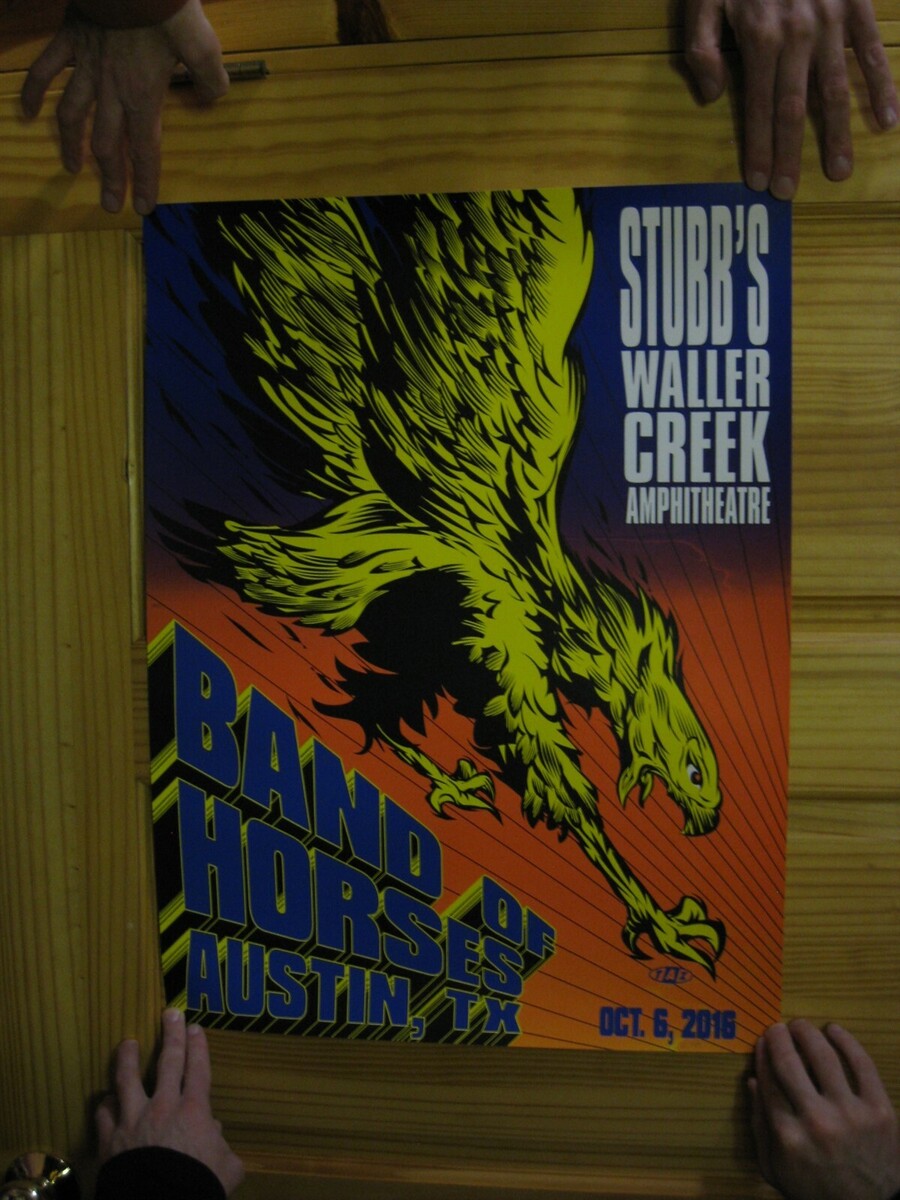 STUBB'S
WALLER
CREEK
AMPHITHEATRE
BAND OF
HORSES
AUSTIN, TX
OCT. 6, 2016